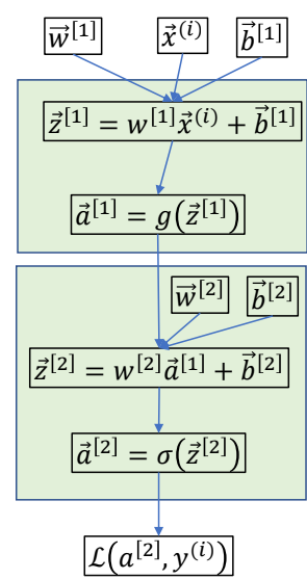 w⃗^[1] x⃗^(i) b⃗^[1]
z⃗^[1] = w^[1]x⃗^(i) + b⃗^[1]
a⃗^[1] = g(z⃗^[1])
w⃗^[2] b⃗^[2]
z⃗^[2] = w^[2]a⃗^[1] + b⃗^[2]
a⃗^[2] = σ(z⃗^[2])
ℒ(a^[2], y^(i))